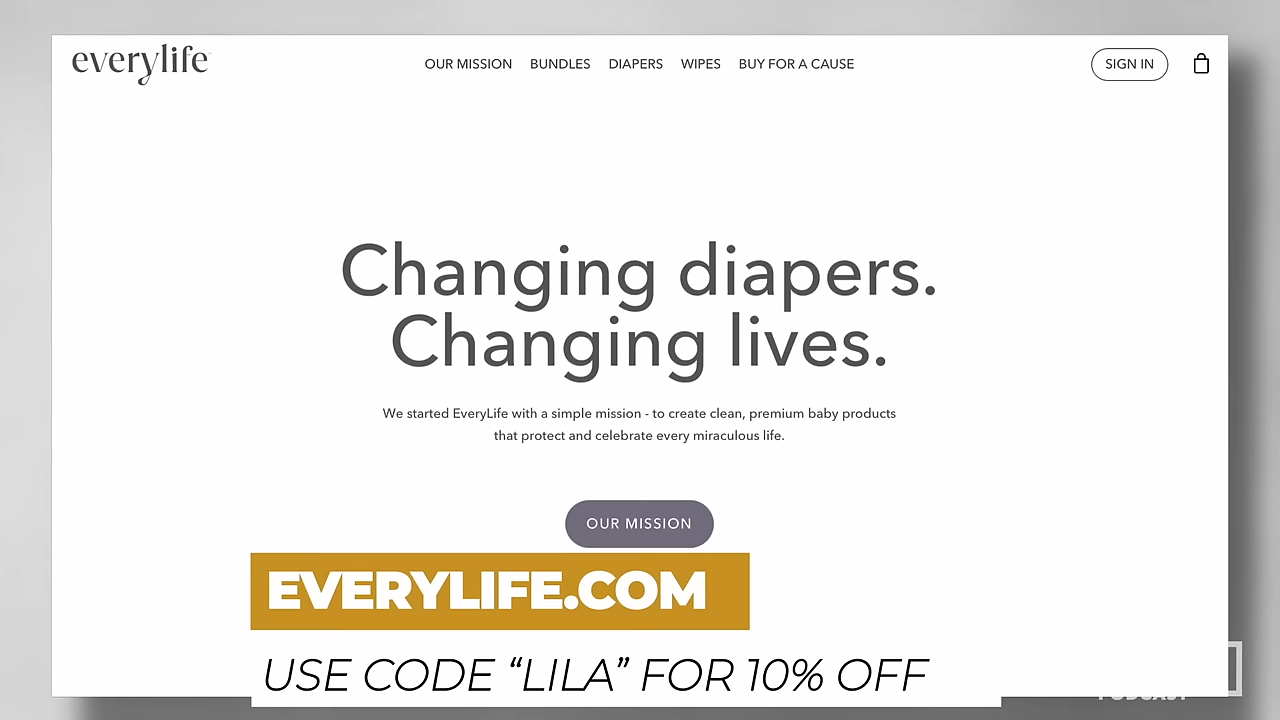 everylife
OUR MISSION BUNDLES DIAPERS WIPES BUY FOR A CAUSE
SIGN IN
Changing diapers.
Changing lives.
We started EveryLife with a simple mission - to create clean, premium baby products
that protect and celebrate every miraculous life.
OUR MISSION
EVERYLIFE.COM
USE CODE “LILA” FOR 10% OFF
PODCAST